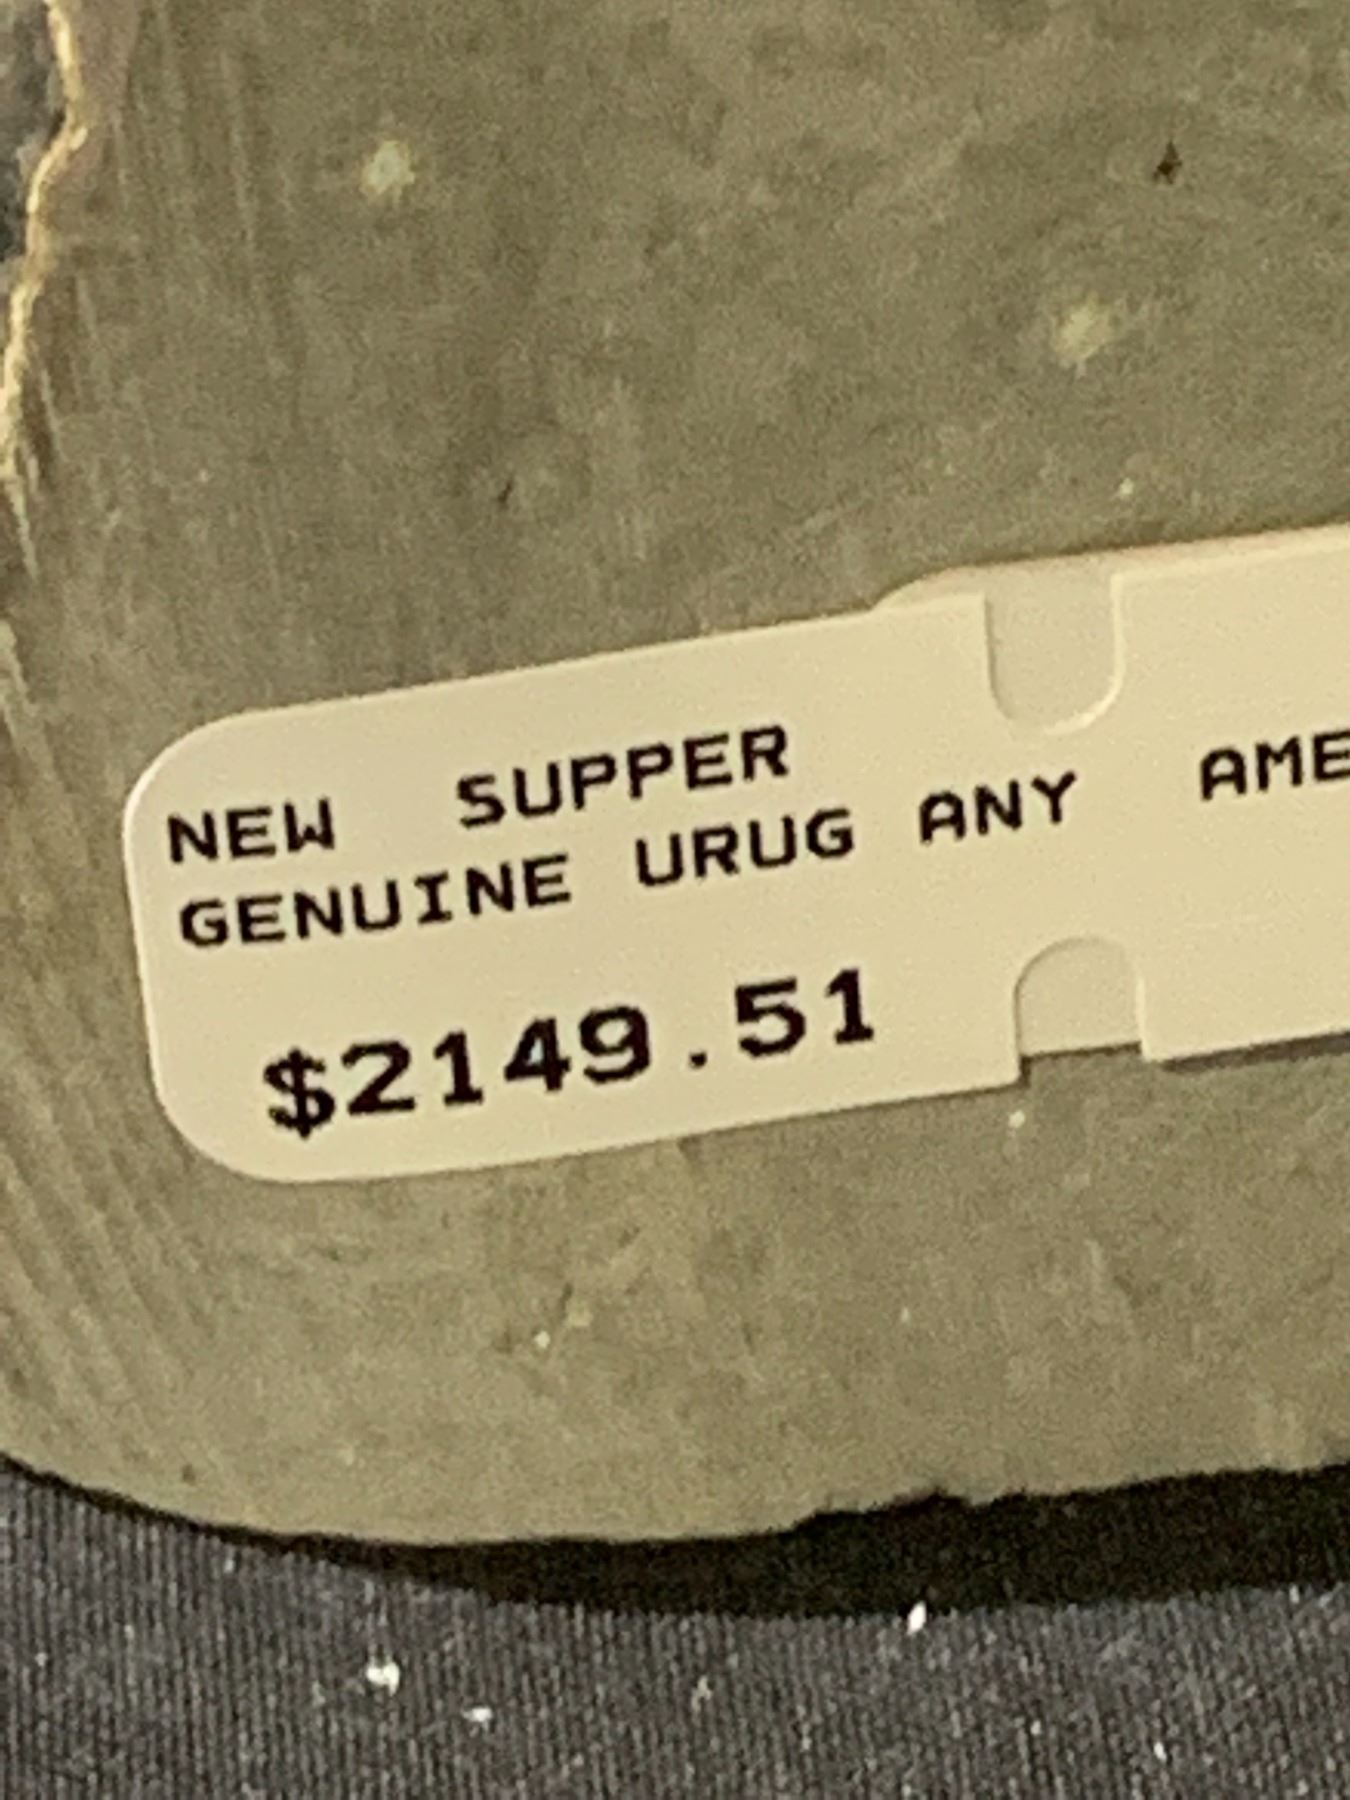 NEW SUPPER
GENUINE URUG ANY AME
$2149.51